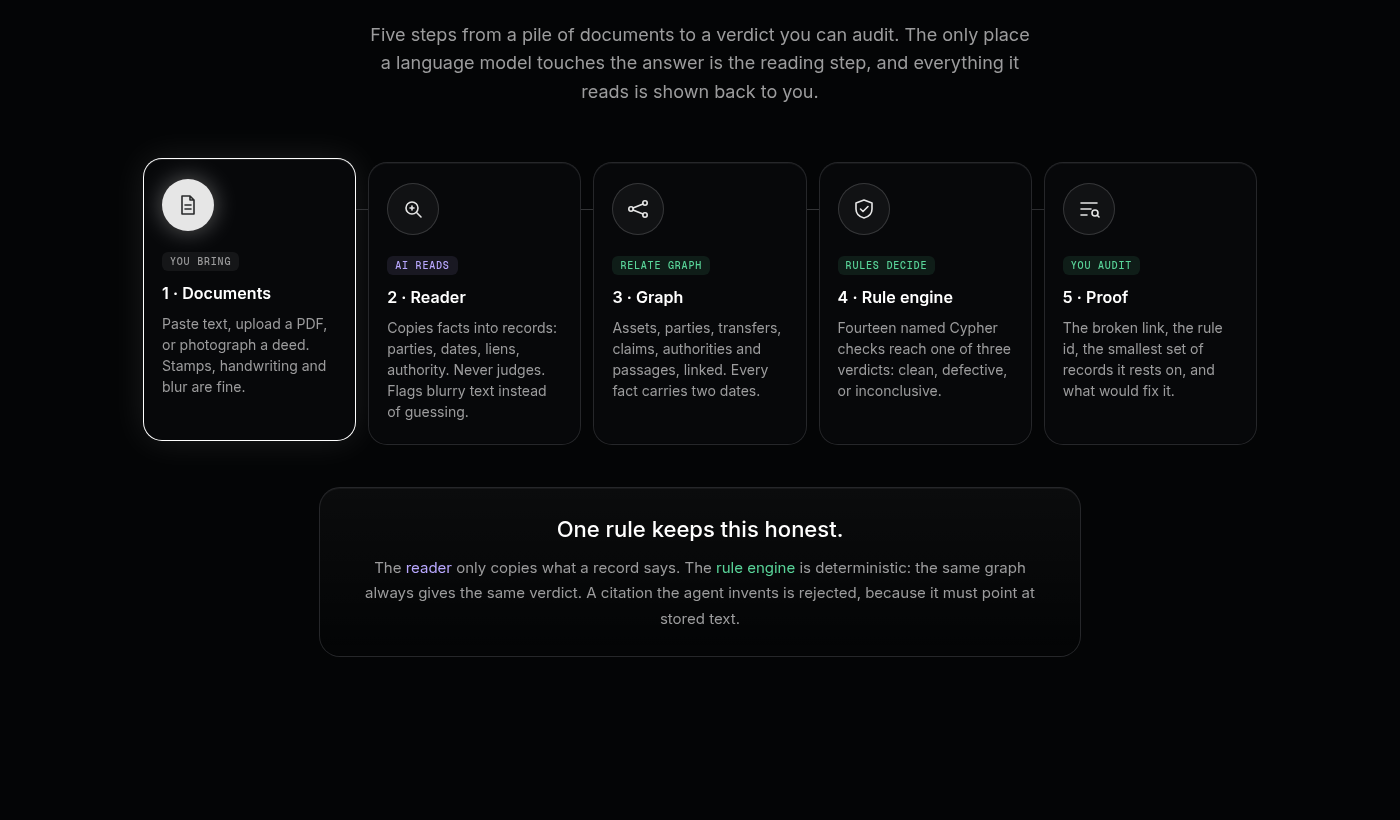 Five steps from a pile of documents to a verdict you can audit. The only place
a language model touches the answer is the reading step, and everything it
reads is shown back to you.
YOU BRING
1 · Documents
Paste text, upload a PDF,
or photograph a deed.
Stamps, handwriting and
blur are fine.
AI READS
2 · Reader
Copies facts into records:
parties, dates, liens,
authority. Never judges.
Flags blurry text instead
of guessing.
RELATE GRAPH
3 · Graph
Assets, parties, transfers,
claims, authorities and
passages, linked. Every
fact carries two dates.
RULES DECIDE
4 · Rule engine
Fourteen named Cypher
checks reach one of three
verdicts: clean, defective,
or inconclusive.
YOU AUDIT
5 · Proof
The broken link, the rule
id, the smallest set of
records it rests on, and
what would fix it.
One rule keeps this honest.
The reader only copies what a record says. The rule engine is deterministic: the same graph
always gives the same verdict. A citation the agent invents is rejected, because it must point at
stored text.